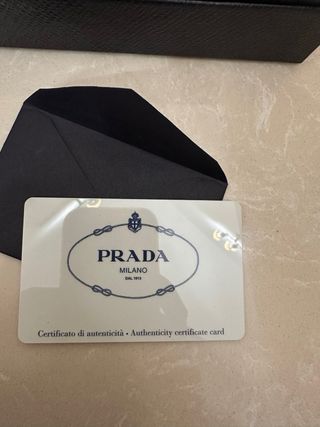 PRADA
MILANO
DAL 1913
Certificato di autenticità • Authenticity certificate card